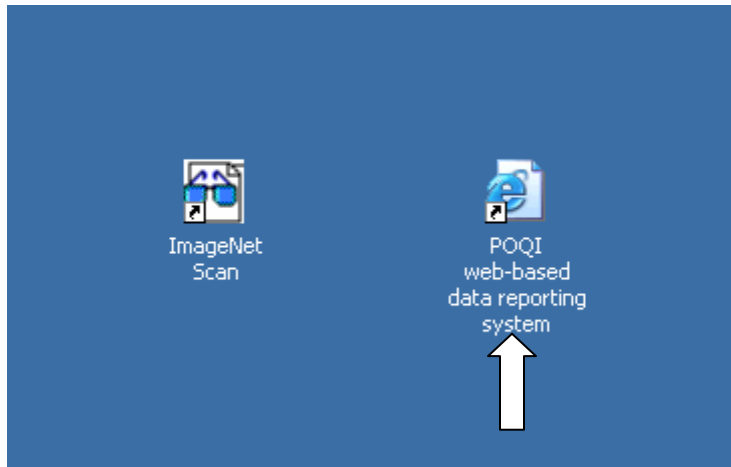 ImageNet
Scan
POQI
web-based
data reporting
system